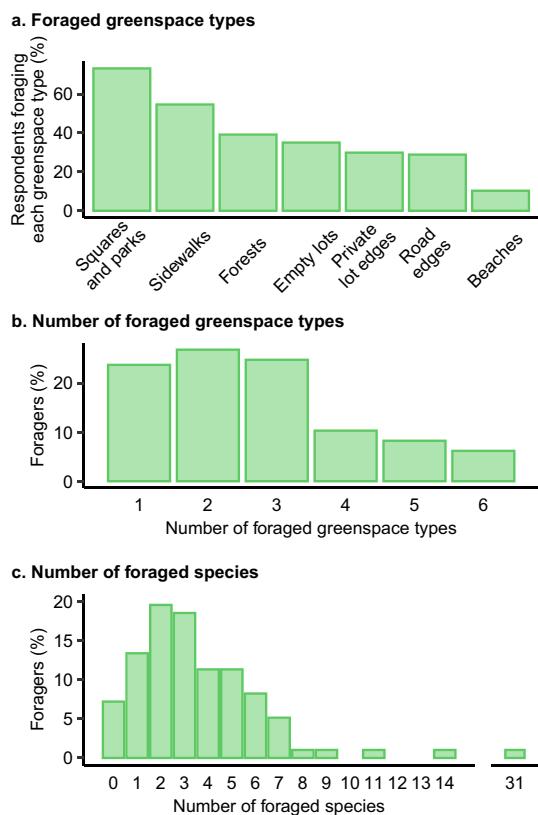 a. Foraged greenspace types
Respondents foraging
each greenspace type (%)
60
40
20
0
Squares
and parks
Sidewalks
Forests
Empty lots
Private
lot edges
Road
edges
Beaches
b. Number of foraged greenspace types
Foragers (%)
20
10
0
1 2 3 4 5 6
Number of foraged greenspace types
c. Number of foraged species
Foragers (%)
20
15
10
5
0
0 1 2 3 4 5 6 7 8 9 10 11 12 13 14 31
Number of foraged species